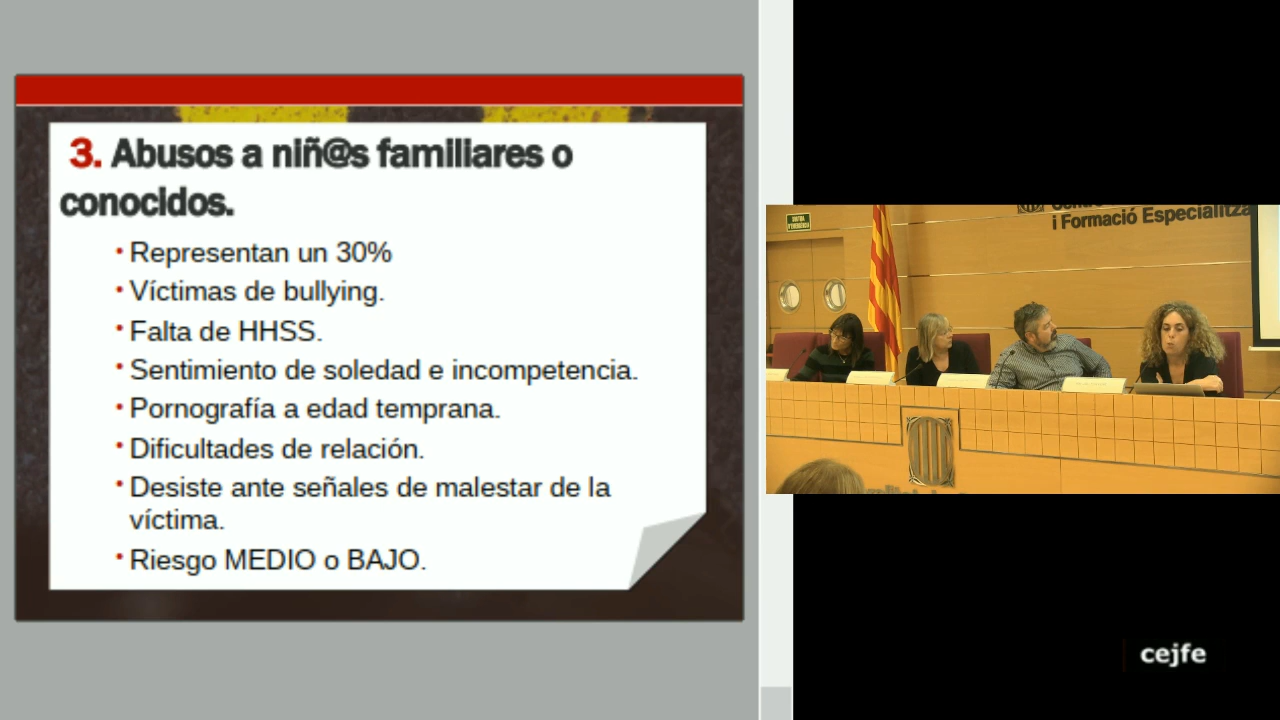 3. Abusos a niñ@s familiares o
conocidos.
• Representan un 30%
• Víctimas de bullying.
• Falta de HHSS.
• Sentimiento de soledad e incompetencia.
• Pornografía a edad temprana.
• Dificultades de relación.
• Desiste ante señales de malestar de la
víctima.
• Riesgo MEDIO o BAJO.
i Formació Especialitza
cejfe